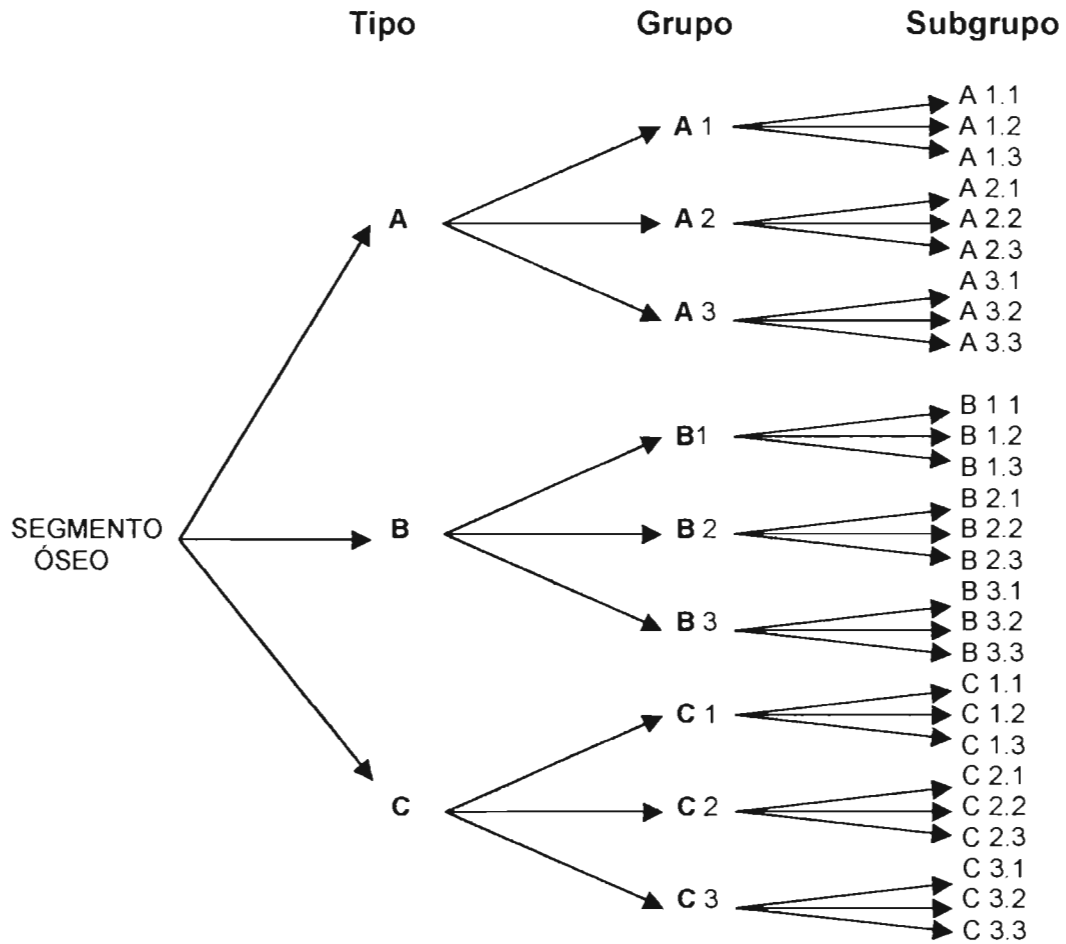 Tipo Grupo Subgrupo
A 1.1
A 1
A 1.2
A 1.3
A 2.1
A
A 2
A 2.2
A 2.3
A 3.1
A 3
A 3.2
A 3.3
B 1 1
B1
B 1.2
B 1.3
B 2.1
SEGMENTO
ÓSEO
B
B 2
B 2.2
B 2.3
B 3.1
B 3
B 3.2
B 3.3
C 1.1
C 1
C 1.2
C 1.3
C 2.1
C
C 2
C 2.2
C 2.3
C 3.1
C 3
C 3.2
C 3.3